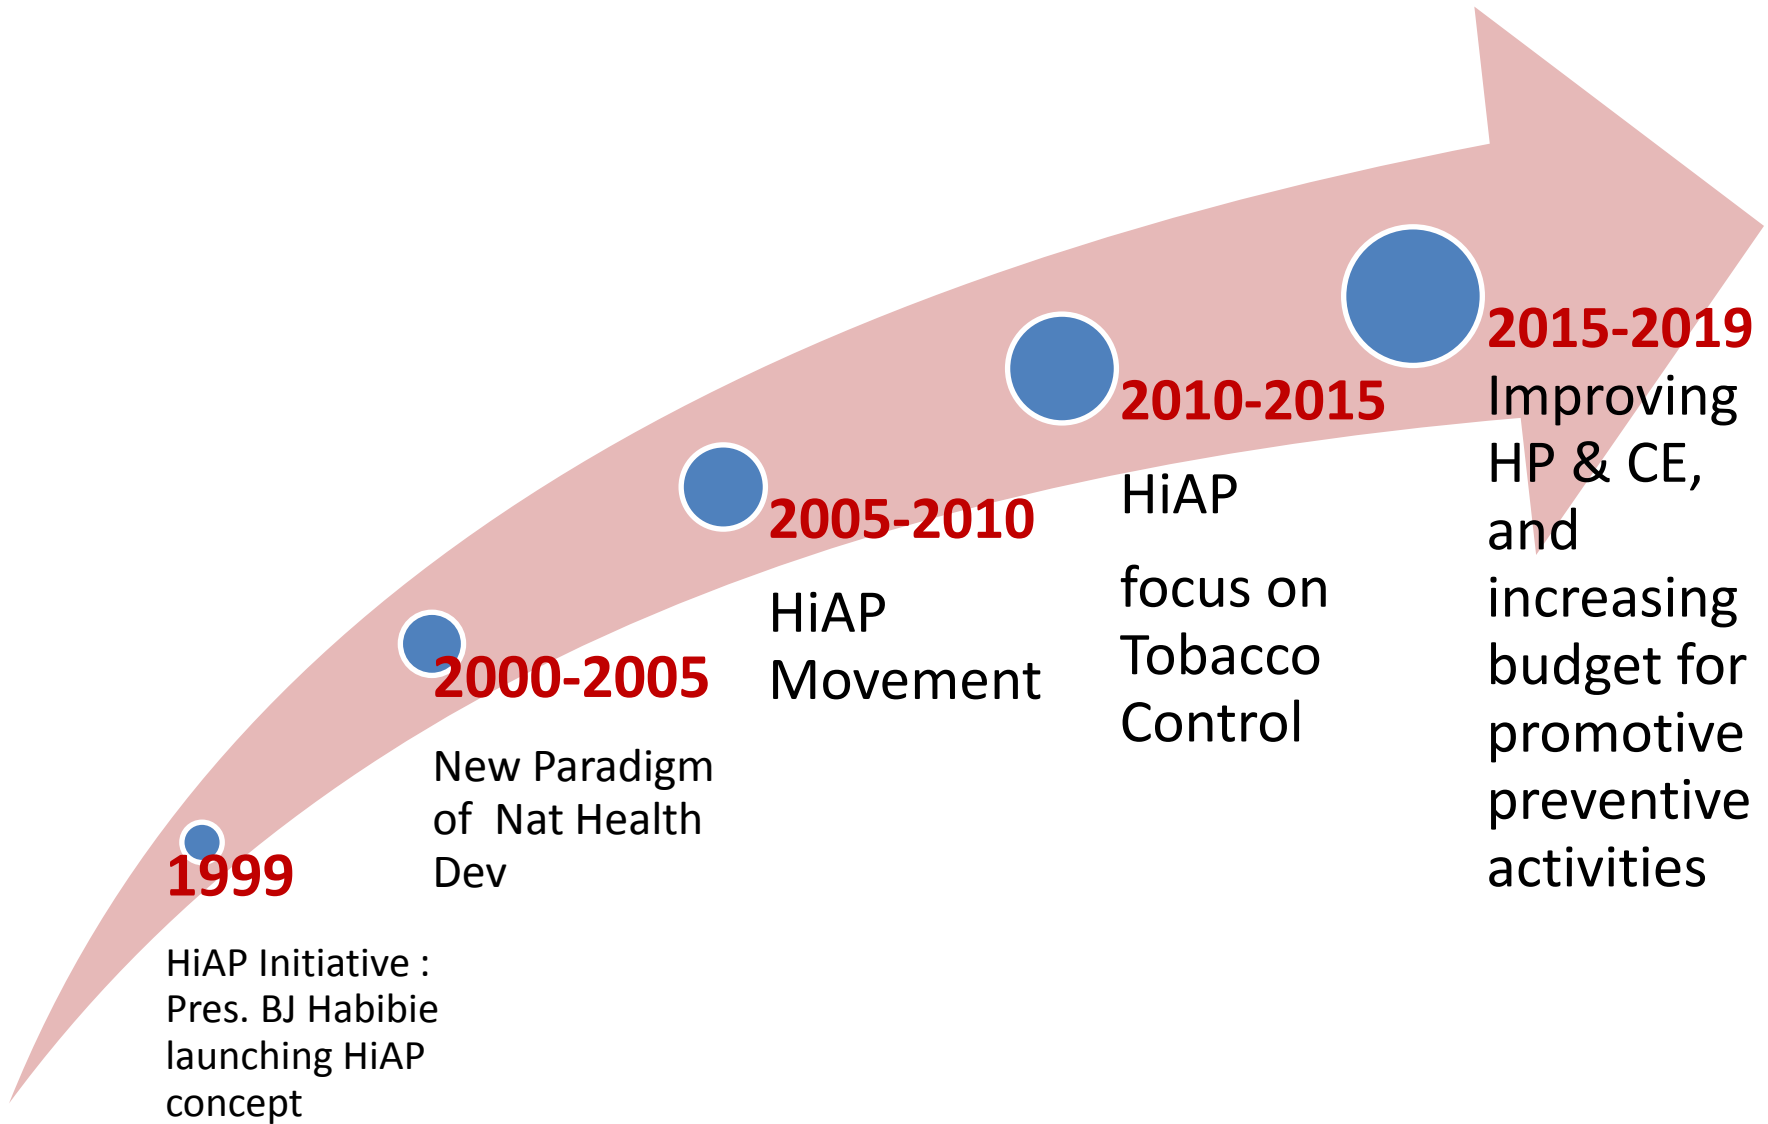 1999
HiAP Initiative :
Pres. BJ Habibie
launching HiAP
concept
2000-2005
New Paradigm
of  Nat Health
Dev
2005-2010
HiAP
Movement
2010-2015
HiAP
focus on
Tobacco
Control
2015-2019
Improving
HP & CE,
and
increasing
budget for
promotive
preventive
activities